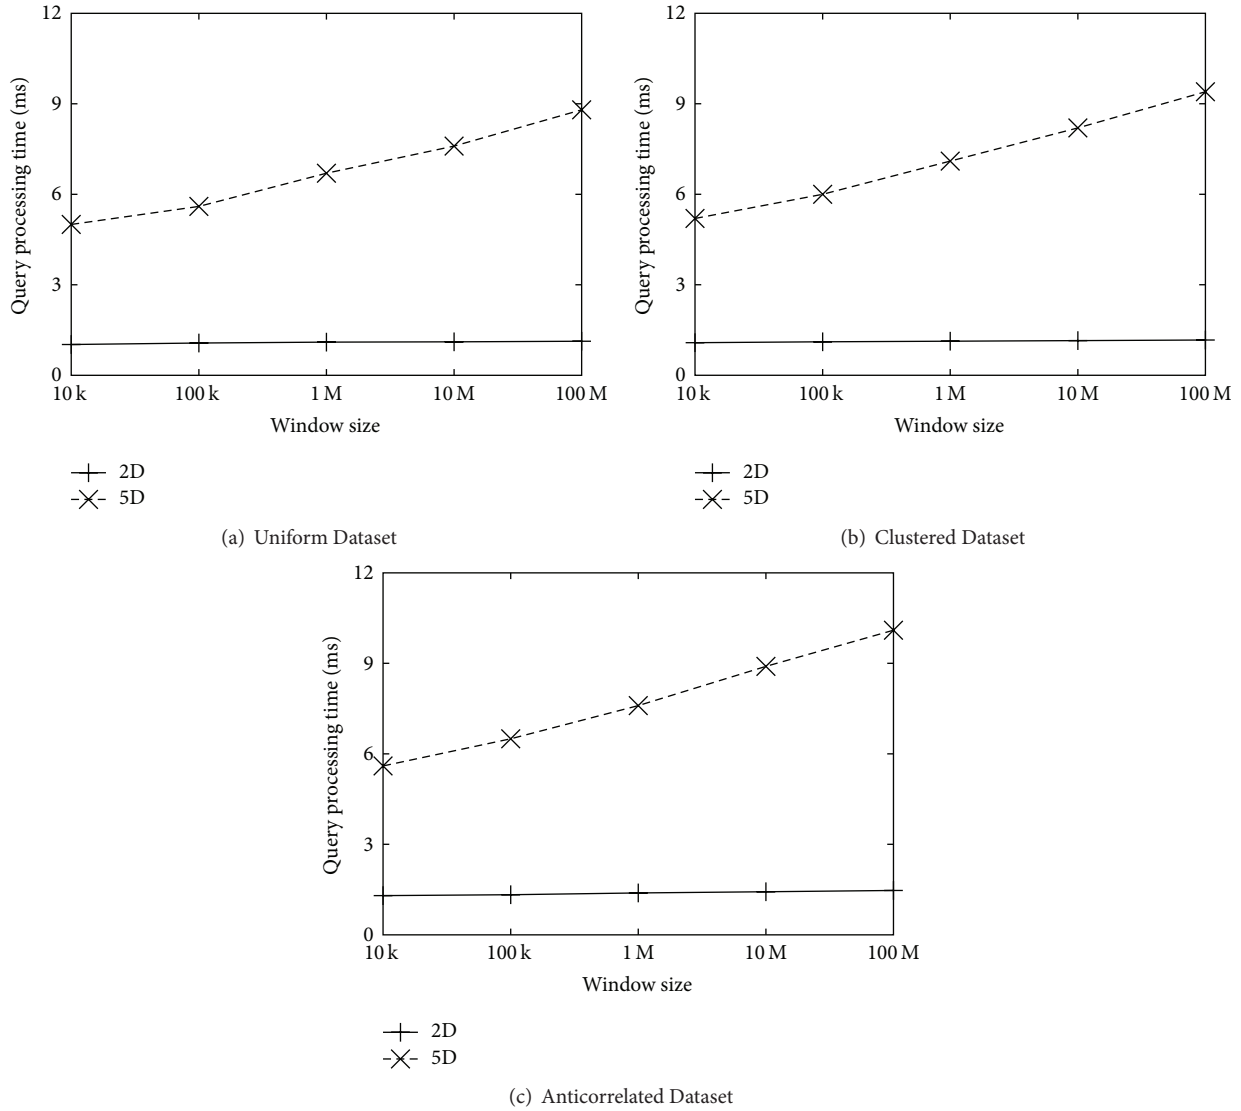 12
9
6
3
0
Query processing time (ms)
10 k 100 k 1 M 10 M 100 M
Window size
2D
5D
(a) Uniform Dataset
12
9
6
3
0
Query processing time (ms)
10 k 100 k 1 M 10 M 100 M
Window size
2D
5D
(b) Clustered Dataset
12
9
6
3
0
Query processing time (ms)
10 k 100 k 1 M 10 M 100 M
Window size
2D
5D
(c) Anticorrelated Dataset